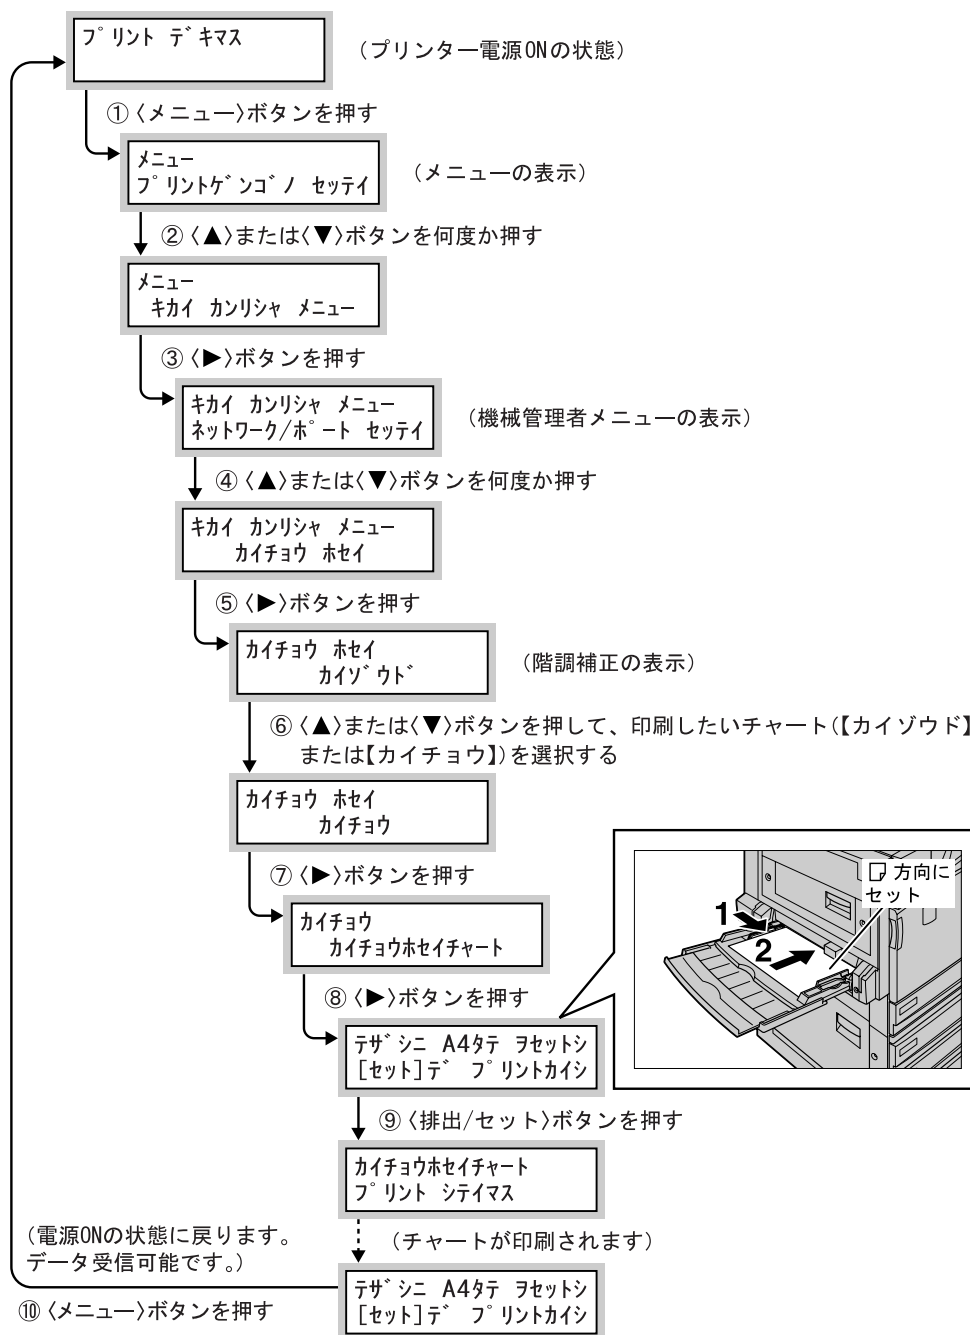 プリント デキマス
（プリンター電源ONの状態）
①〈メニュー〉ボタンを押す
メニュー
プリントゲンゴノ セッテイ
（メニューの表示）
②〈▲〉または〈▼〉ボタンを何度か押す
メニュー
キカイ カンリシャ メニュー
③〈▶〉ボタンを押す
キカイ カンリシャ メニュー
ネットワーク/ポート セッテイ
（機械管理者メニューの表示）
④〈▲〉または〈▼〉ボタンを何度か押す
キカイ カンリシャ メニュー
カイチョウ ホセイ
⑤〈▶〉ボタンを押す
カイチョウ ホセイ
カイゾウド
（階調補正の表示）
⑥〈▲〉または〈▼〉ボタンを押して、印刷したいチャート(【カイゾウド】
または【カイチョウ】)を選択する
カイチョウ ホセイ
カイチョウ
⑦〈▶〉ボタンを押す
カイチョウ
カイチョウホセイチャート
⑧〈▶〉ボタンを押す
方向に
セット
1
2
テザシニ A4タテ ヲセットシ
[セット]デ プリントカイシ
⑨〈排出/セット〉ボタンを押す
カイチョウホセイチャート
プリント シテイマス
（チャートが印刷されます）
（電源ONの状態に戻ります。
データ受信可能です。）
テザシニ A4タテ ヲセットシ
[セット]デ プリントカイシ
⑩〈メニュー〉ボタンを押す